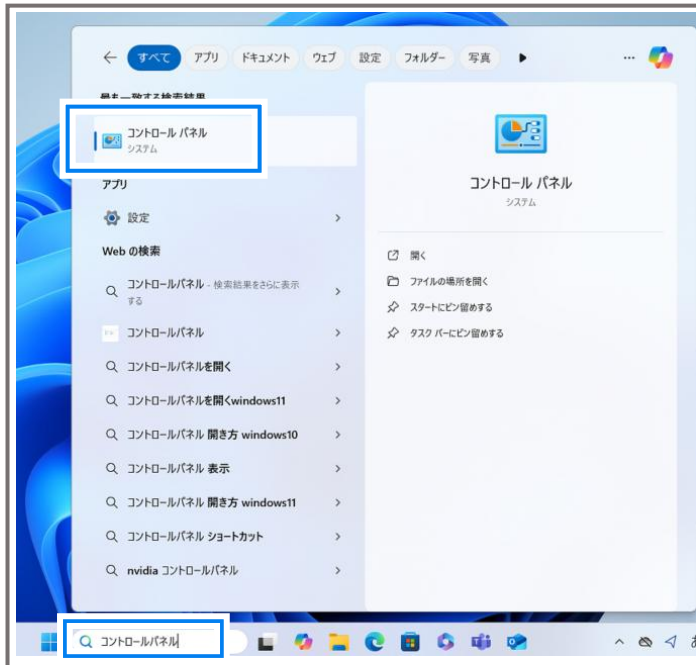 すべて アプリ ドキュメント ウェブ 設定 フォルダー 写真
最も一致する検索結果
コントロール パネル
システム
アプリ
設定
Web の検索
コントロールパネル - 検索結果をさらに表示
する
コントロールパネル
コントロールパネルを開く
コントロールパネルを開くwindows11
コントロールパネル 開き方 windows10
コントロールパネル 表示
コントロールパネル 開き方 windows11
コントロールパネル ショートカット
nvidia コントロールパネル
コントロール パネル
システム
開く
ファイルの場所を開く
スタートにピン留めする
タスク バーにピン留めする
コントロールパネル